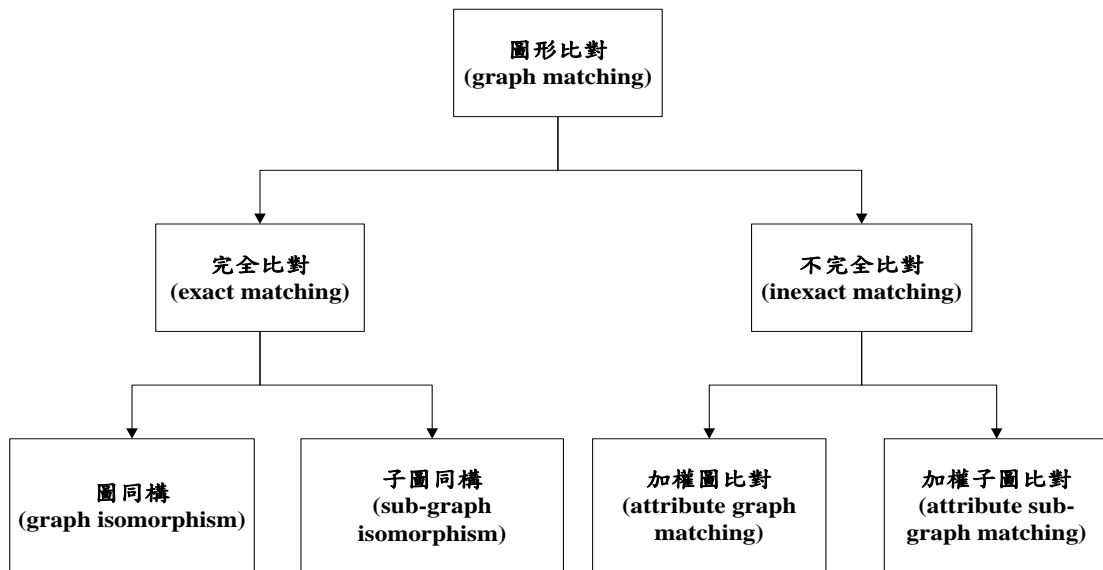 圖形比對
(graph matching)
完全比對
(exact matching)
不完全比對
(inexact matching)
圖同構
(graph isomorphism)
子圖同構
(sub-graph
isomorphism)
加權圖比對
(attribute graph
matching)
加權子圖比對
(attribute sub-
graph matching)